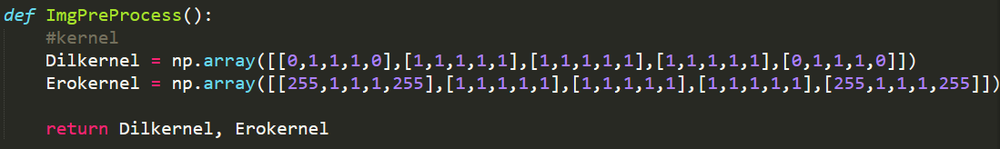 def ImgPreProcess():
    #kernel
    Dilkernel = np.array([[0,1,1,1,0],[1,1,1,1,1],[1,1,1,1,1],[1,1,1,1,1],[0,1,1,1,0]])
    Erokernel = np.array([[255,1,1,1,255],[1,1,1,1,1],[1,1,1,1,1],[1,1,1,1,1],[255,1,1,1,255]])
    return Dilkernel, Erokernel